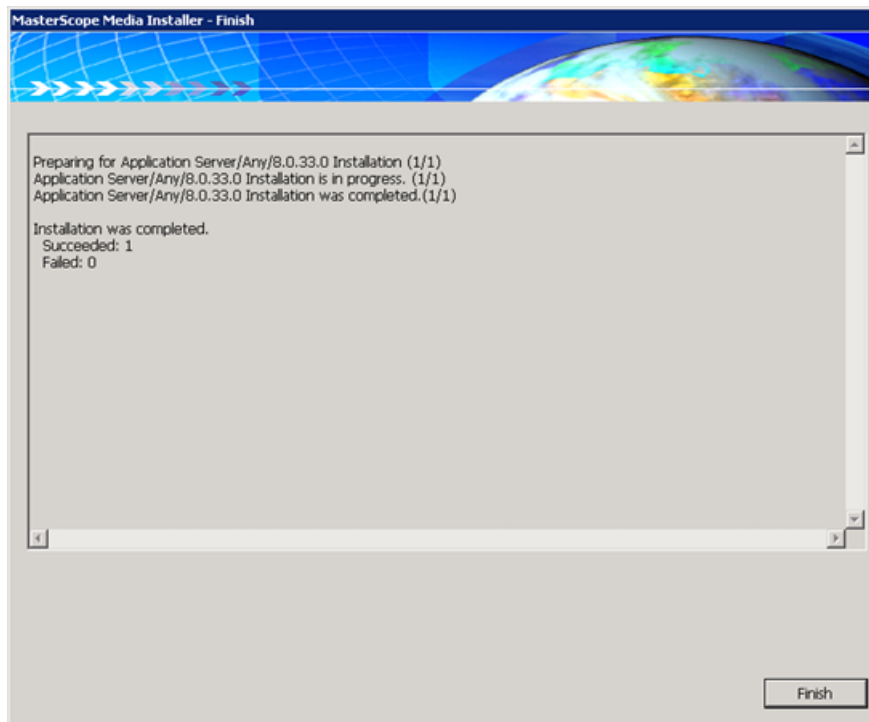 MasterScope Media Installer - Finish
Preparing for Application Server/Any/8.0.33.0 Installation (1/1)
Application Server/Any/8.0.33.0 Installation is in progress. (1/1)
Application Server/Any/8.0.33.0 Installation was completed.(1/1)
Installation was completed.
Succeeded: 1
Failed: 0
Finish